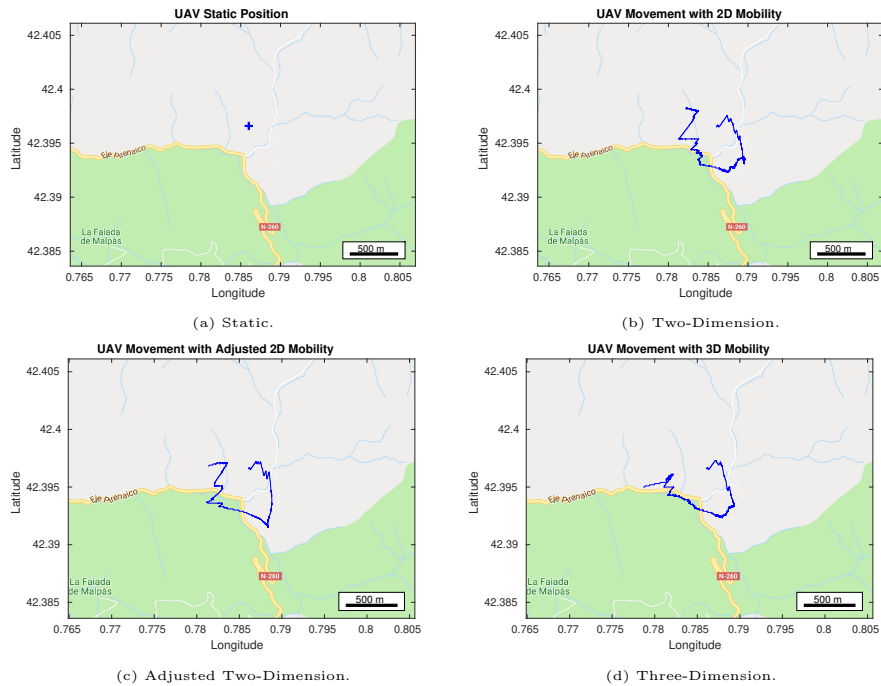 UAV Static Position
42.405
42.4
42.395
42.39
42.385
Latitude
Eje Pirenaico
La Faiada
de Malpàs
N-260
500 m
0.765 0.77 0.775 0.78 0.785 0.79 0.795 0.8 0.805
Longitude
(a) Static.
UAV Movement with 2D Mobility
42.405
42.4
42.395
42.39
42.385
Latitude
Eje Pirenaico
La Faiada
de Malpàs
N-260
500 m
0.765 0.77 0.775 0.78 0.785 0.79 0.795 0.8 0.805
Longitude
(b) Two-Dimension.
UAV Movement with Adjusted 2D Mobility
42.405
42.4
42.395
42.39
42.385
Latitude
Eje Pirenaico
La Faiada
de Malpàs
N-260
500 m
0.765 0.77 0.775 0.78 0.785 0.79 0.795 0.8 0.805
Longitude
(c) Adjusted Two-Dimension.
UAV Movement with 3D Mobility
42.405
42.4
42.395
42.39
42.385
Latitude
Eje Pirenaico
La Faiada
de Malpàs
N-260
500 m
0.765 0.77 0.775 0.78 0.785 0.79 0.795 0.8 0.805
Longitude
(d) Three-Dimension.